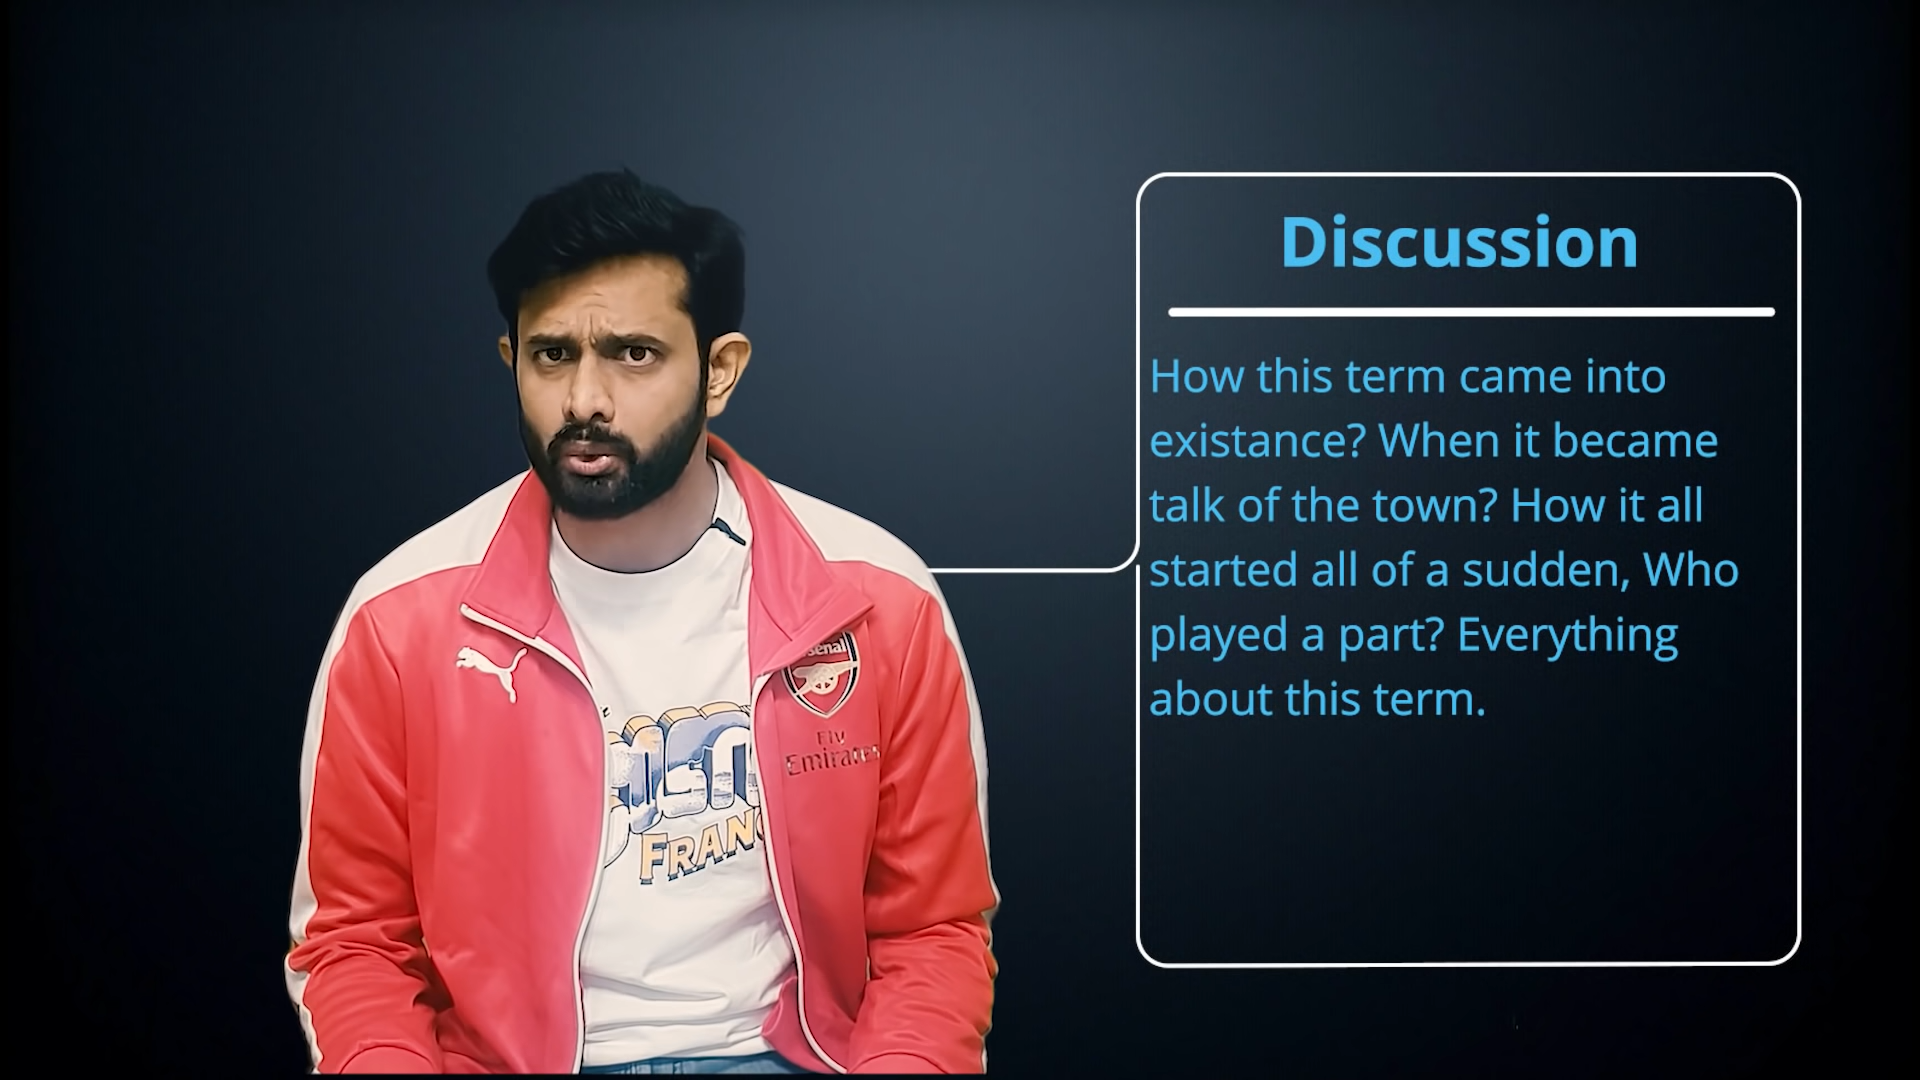 Discussion
How this term came into
existance? When it became
talk of the town? How it all
started all of a sudden, Who
played a part? Everything
about this term.
Fly
Emirates
FRANC